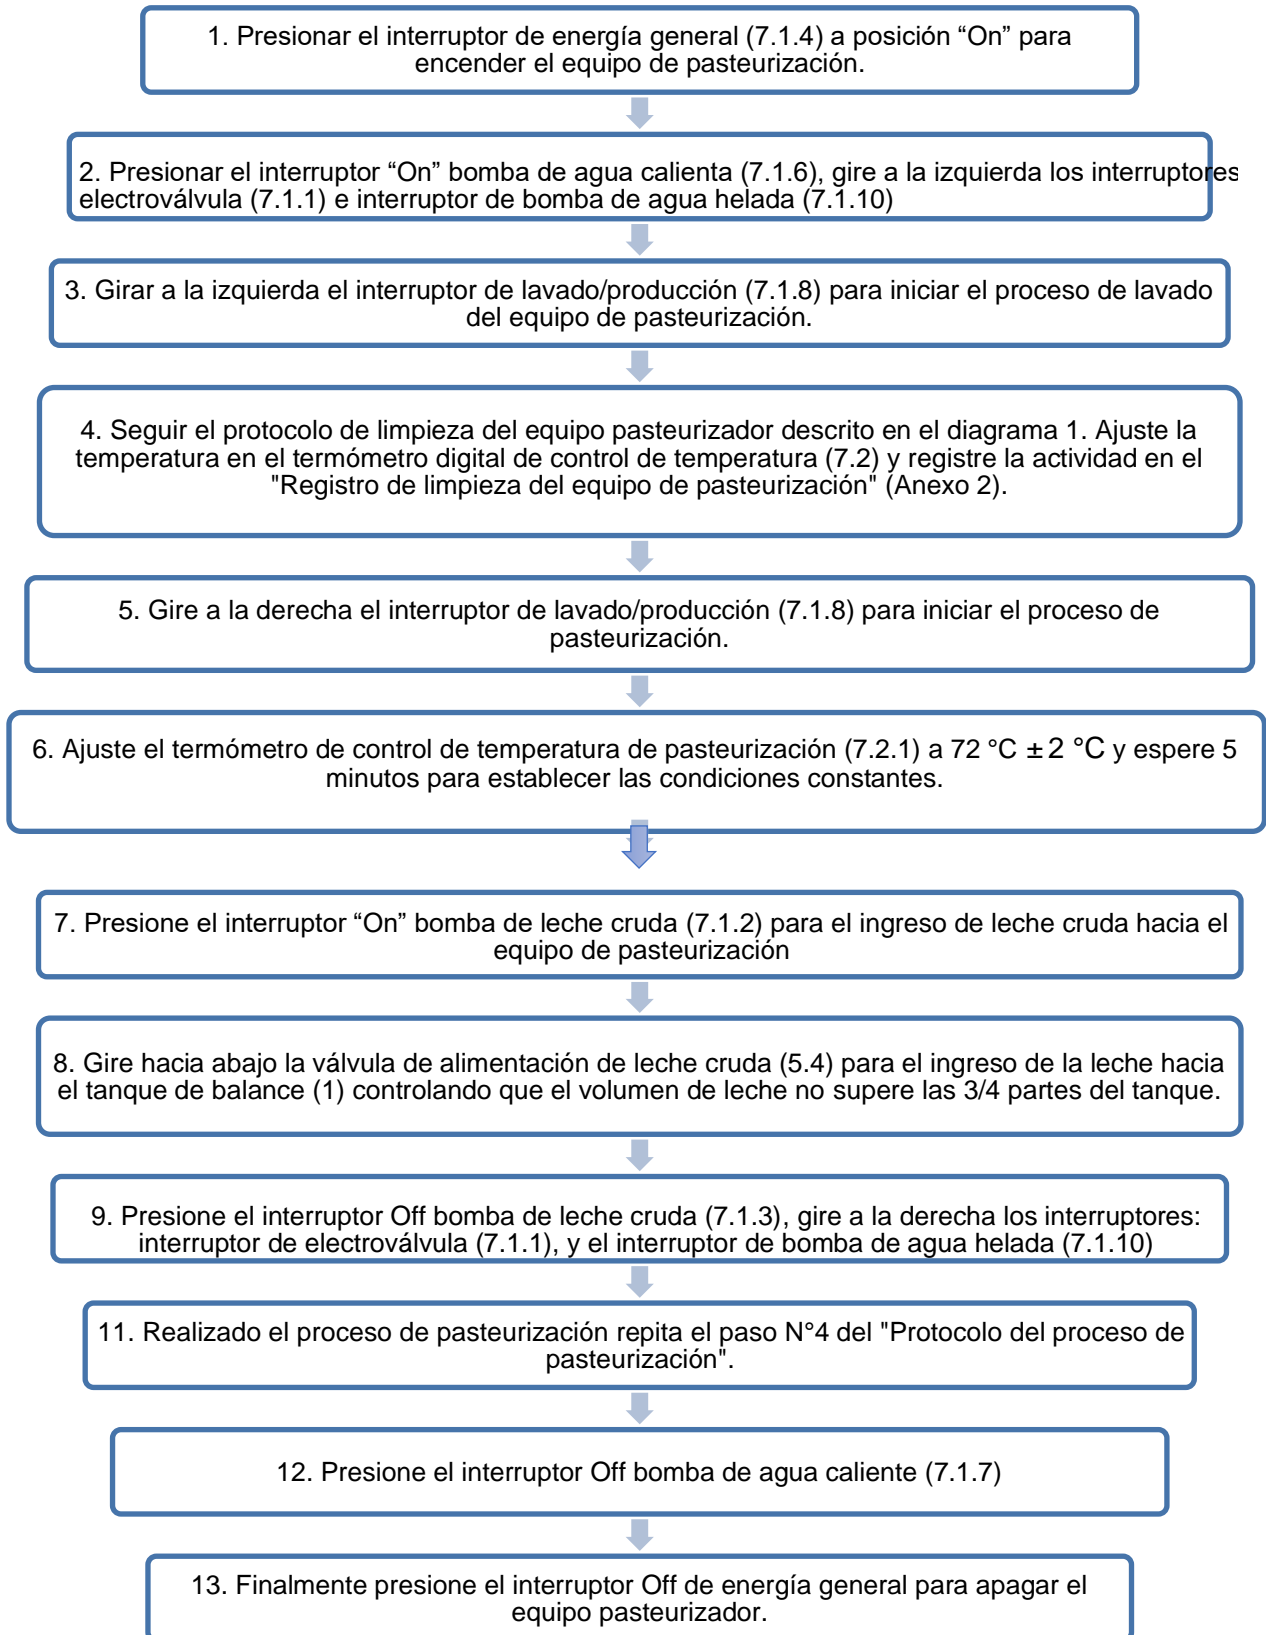 1. Presionar el interruptor de energía general (7.1.4) a posición “On” para
encender el equipo de pasteurización.
2. Presionar el interruptor “On” bomba de agua calienta (7.1.6), gire a la izquierda los interruptores
electroválvula (7.1.1) e interruptor de bomba de agua helada (7.1.10)
3. Girar a la izquierda el interruptor de lavado/producción (7.1.8) para iniciar el proceso de lavado
del equipo de pasteurización.
4. Seguir el protocolo de limpieza del equipo pasteurizador descrito en el diagrama 1. Ajuste la
temperatura en el termómetro digital de control de temperatura (7.2) y registre la actividad en el
"Registro de limpieza del equipo de pasteurización" (Anexo 2).
5. Gire a la derecha el interruptor de lavado/producción (7.1.8) para iniciar el proceso de
pasteurización.
6. Ajuste el termómetro de control de temperatura de pasteurización (7.2.1) a 72 °C ± 2 °C y espere 5
minutos para establecer las condiciones constantes.
7. Presione el interruptor “On” bomba de leche cruda (7.1.2) para el ingreso de leche cruda hacia el
equipo de pasteurización
8. Gire hacia abajo la válvula de alimentación de leche cruda (5.4) para el ingreso de la leche hacia
el tanque de balance (1) controlando que el volumen de leche no supere las 3/4 partes del tanque.
9. Presione el interruptor Off bomba de leche cruda (7.1.3), gire a la derecha los interruptores:
interruptor de electroválvula (7.1.1), y el interruptor de bomba de agua helada (7.1.10)
11. Realizado el proceso de pasteurización repita el paso N°4 del "Protocolo del proceso de
pasteurización".
12. Presione el interruptor Off bomba de agua caliente (7.1.7)
13. Finalmente presione el interruptor Off de energía general para apagar el
equipo pasteurizador.